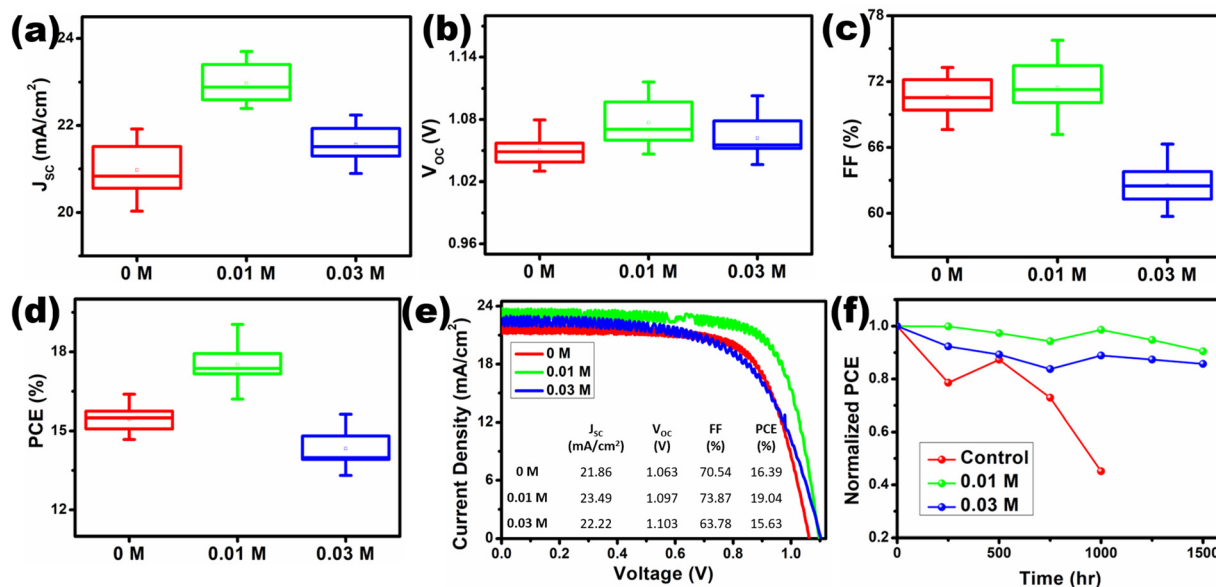 (a)
24
22
20
J_SC (mA/cm²)
0 M 0.01 M 0.03 M
(b)
1.14
1.08
1.02
0.96
V_OC (V)
0 M 0.01 M 0.03 M
(c)
78
72
66
60
FF (%)
0 M 0.01 M 0.03 M
(d)
18
15
12
PCE (%)
0 M 0.01 M 0.03 M
(e)
24
18
12
6
0
Current Density (mA/cm²)
0 M
0.01 M
0.03 M
J_SC V_OC FF PCE
(mA/cm²) (V) (%) (%)
0 M 21.86 1.063 70.54 16.39
0.01 M 23.49 1.097 73.87 19.04
0.03 M 22.22 1.103 63.78 15.63
0.0 0.2 0.4 0.6 0.8 1.0
Voltage (V)
(f)
1.0
0.8
0.6
0.4
0.2
Normalized PCE
Control
0.01 M
0.03 M
0 500 1000 1500
Time (hr)